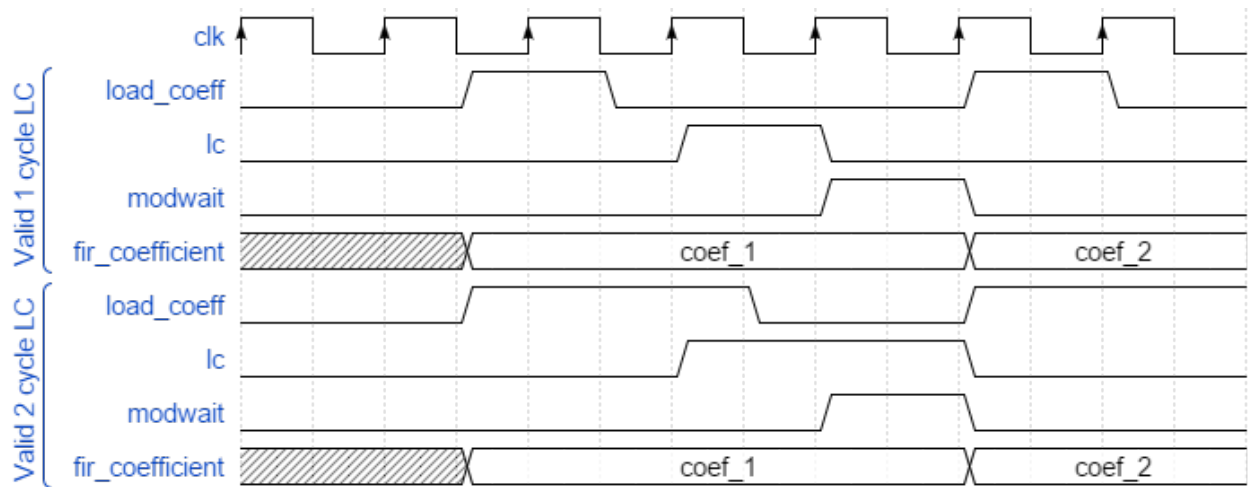 clk
Valid 1 cycle LC
load_coeff
lc
modwait
fir_coefficient
coef_1
coef_2
Valid 2 cycle LC
load_coeff
lc
modwait
fir_coefficient
coef_1
coef_2